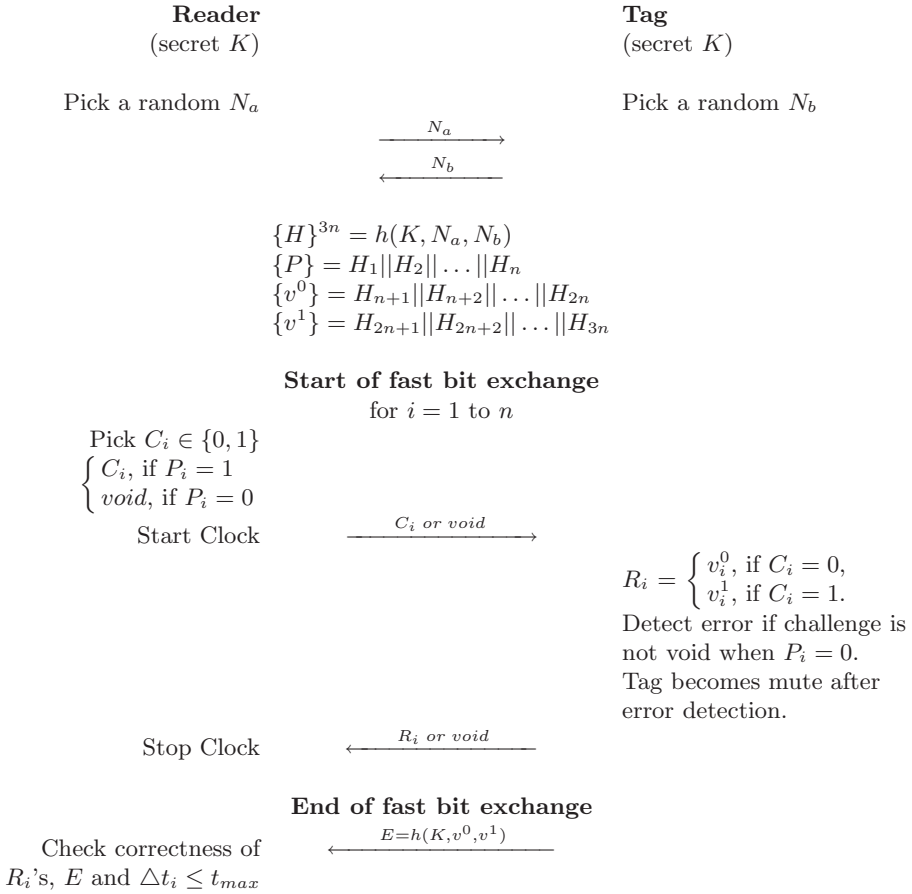 Reader Tag
(secret K) (secret K)
Pick a random N_a Pick a random N_b
N_a
N_b
{H}^{3n} = h(K, N_a, N_b)
{P} = H_1||H_2|| . . . ||H_n
{v^0} = H_{n+1}||H_{n+2}|| . . . ||H_{2n}
{v^1} = H_{2n+1}||H_{2n+2}|| . . . ||H_{3n}
Start of fast bit exchange
for i = 1 to n
Pick C_i ∈ {0, 1}
{ C_i, if P_i = 1
void, if P_i = 0
Start Clock C_i or void
R_i = { v_i^0, if C_i = 0,
v_i^1, if C_i = 1.
Detect error if challenge is
not void when P_i = 0.
Tag becomes mute after
error detection.
Stop Clock R_i or void
End of fast bit exchange
E=h(K,v^0,v^1)
Check correctness of
R_i's, E and △t_i ≤ t_{max}